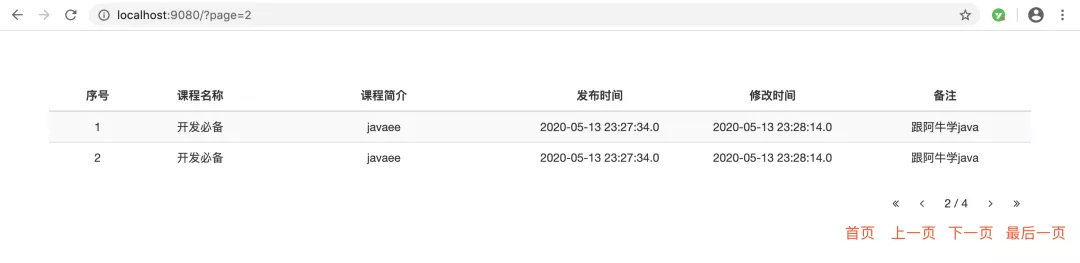 localhost:9080/?page=2
序号 课程名称 课程简介 发布时间 修改时间 备注
1 开发必备 javaee 2020-05-13 23:27:34.0 2020-05-13 23:28:14.0 跟阿牛学java
2 开发必备 javaee 2020-05-13 23:27:34.0 2020-05-13 23:28:14.0 跟阿牛学java
« ‹ 2 / 4 › »
首页 上一页 下一页 最后一页